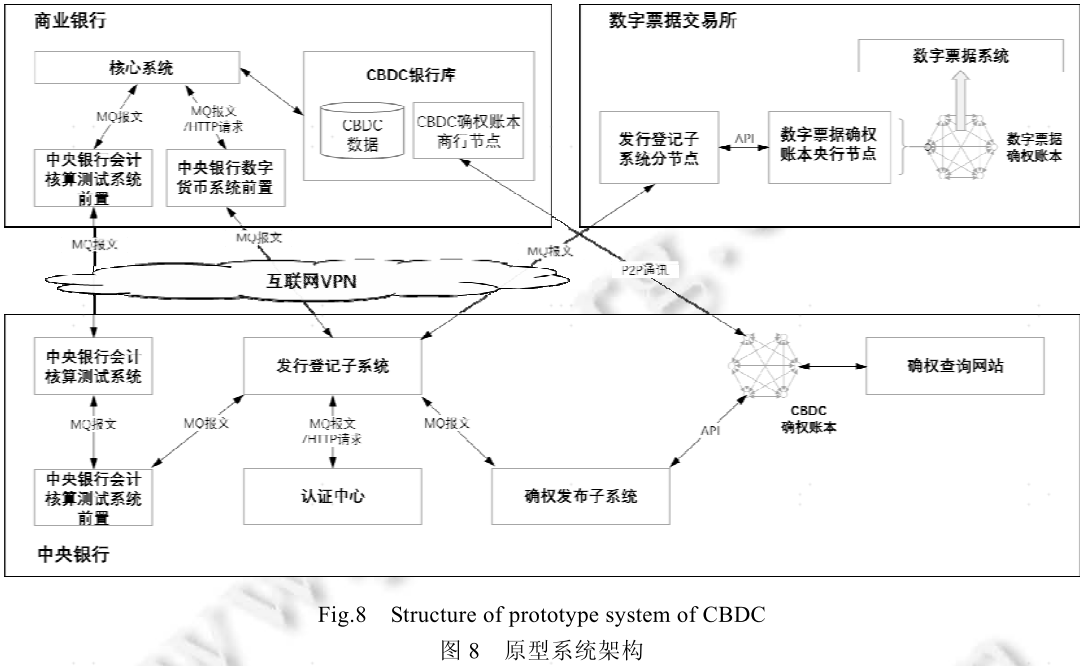 商业银行
核心系统
MQ报文
MQ报文
/HTTP请求
中央银行会计
核算测试系统
前置
中央银行数字
货币系统前置
CBDC银行库
CBDC
数据
CBDC确权账本
商行节点
数字票据交易所
数字票据系统
发行登记子
系统分节点
API
数字票据确权
账本央行节点
数字票据
确权账本
MQ报文
MQ报文
MQ报文
P2P通讯
互联网VPN
中央银行会计
核算测试系统
发行登记子系统
确权查询网站
CBDC
确权账本
MQ报文
MQ报文
MQ报文
/HTTP请求
MQ报文
API
中央银行会计
核算测试系统
前置
认证中心
确权发布子系统
中央银行
Fig.8 Structure of prototype system of CBDC
图 8 原型系统架构